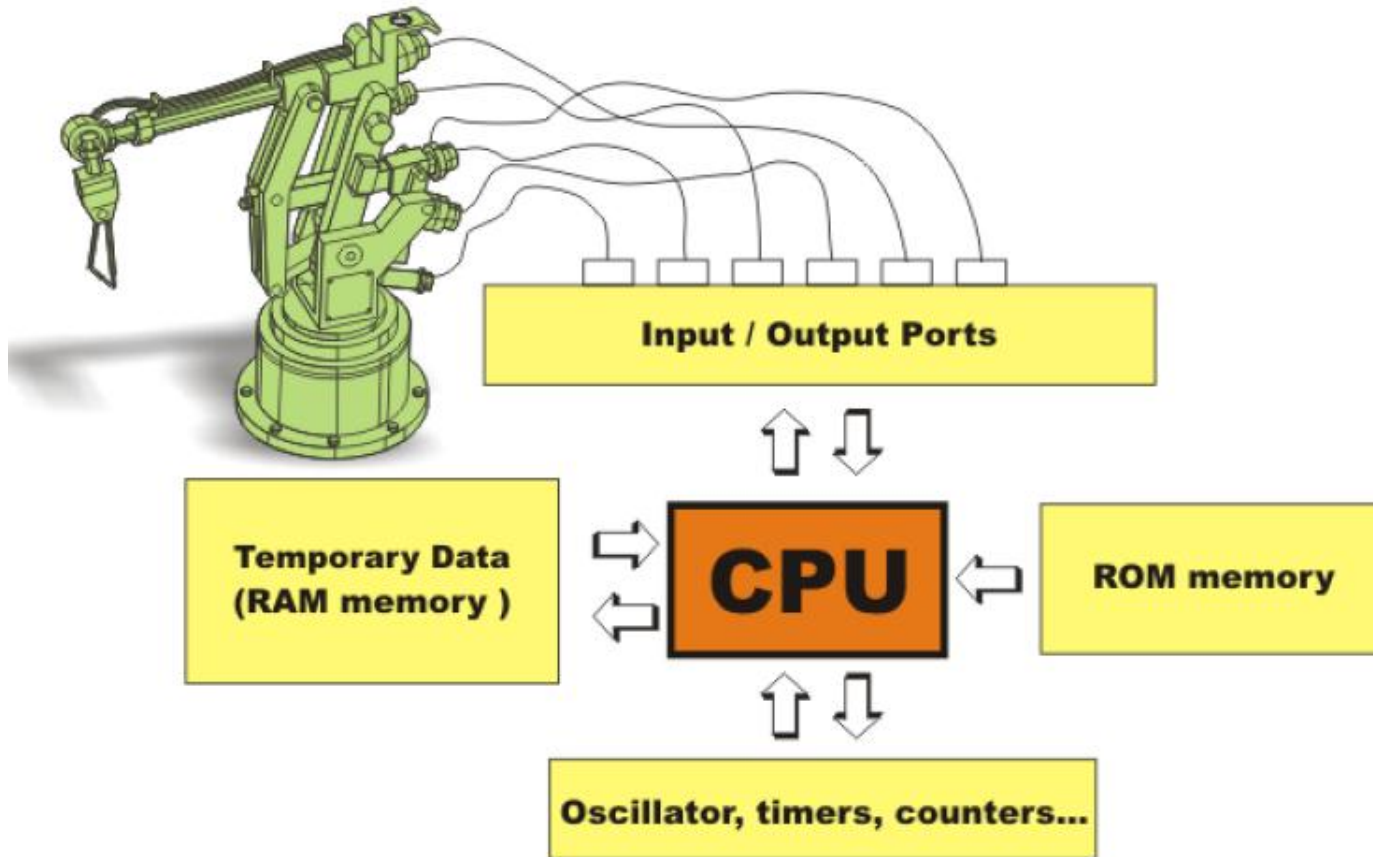 Input / Output Ports
Temporary Data
(RAM memory )
CPU
ROM memory
Oscillator, timers, counters...